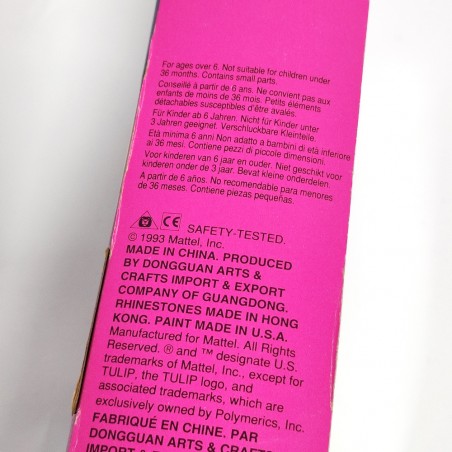 For ages over 6. Not suitable for children under
36 months. Contains small parts.
Conseillé à partir de 6 ans. Ne convient pas aux
enfants de moins de 36 mois. Petits éléments
détachables susceptibles d'être avalés.
Für Kinder ab 6 Jahren. Nicht für Kinder unter
3 Jahren geeignet. Verschluckbare Kleinteile.
Età minima 6 anni Non adatto a bambini di età inferiore
ai 36 mesi. Contiene pezzi di piccole dimensioni.
Voor kinderen van 6 jaar en ouder. Niet geschikt voor
kinderen onder de 3 jaar. Bevat kleine onderdelen.
A partir de 6 años. No recomendable para menores
de 36 meses. Contiene piezas pequeñas.
CE SAFETY-TESTED.
© 1993 Mattel, Inc.
MADE IN CHINA. PRODUCED
BY DONGGUAN ARTS &
CRAFTS IMPORT & EXPORT
COMPANY OF GUANGDONG.
RHINESTONES MADE IN HONG
KONG. PAINT MADE IN U.S.A.
Manufactured for Mattel. All Rights
Reserved. ® and ™ designate U.S.
trademarks of Mattel, Inc., except for
TULIP, the TULIP logo, and
associated trademarks, which are
exclusively owned by Polymerics, Inc.
FABRIQUÉ EN CHINE. PAR
DONGGUAN ARTS & CRAFTS
IMPORT &